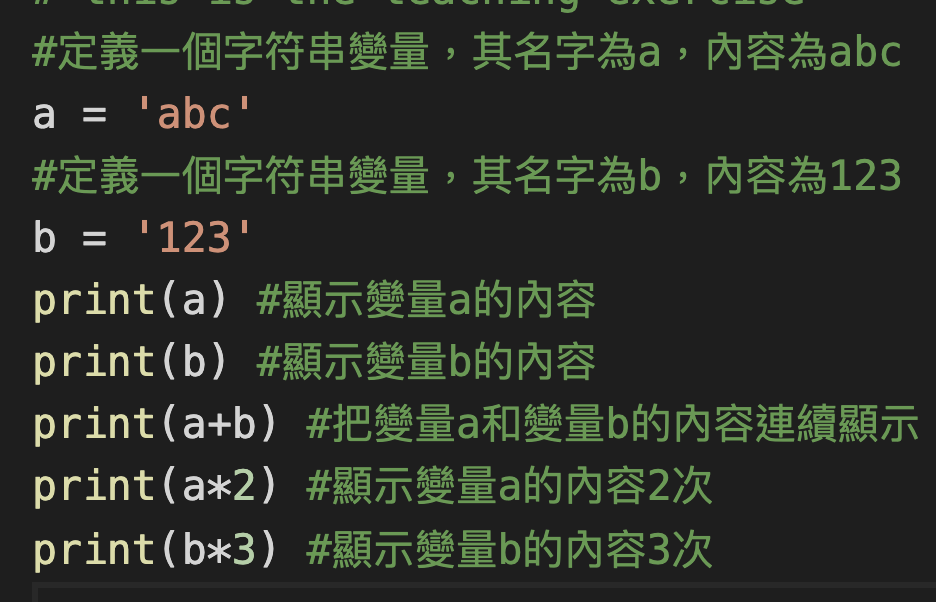 # this is the teaching exercise
#定義一個字符串變量，其名字為a，內容為abc
a = 'abc'
#定義一個字符串變量，其名字為b，內容為123
b = '123'
print(a) #顯示變量a的內容
print(b) #顯示變量b的內容
print(a+b) #把變量a和變量b的內容連續顯示
print(a*2) #顯示變量a的內容2次
print(b*3) #顯示變量b的內容3次